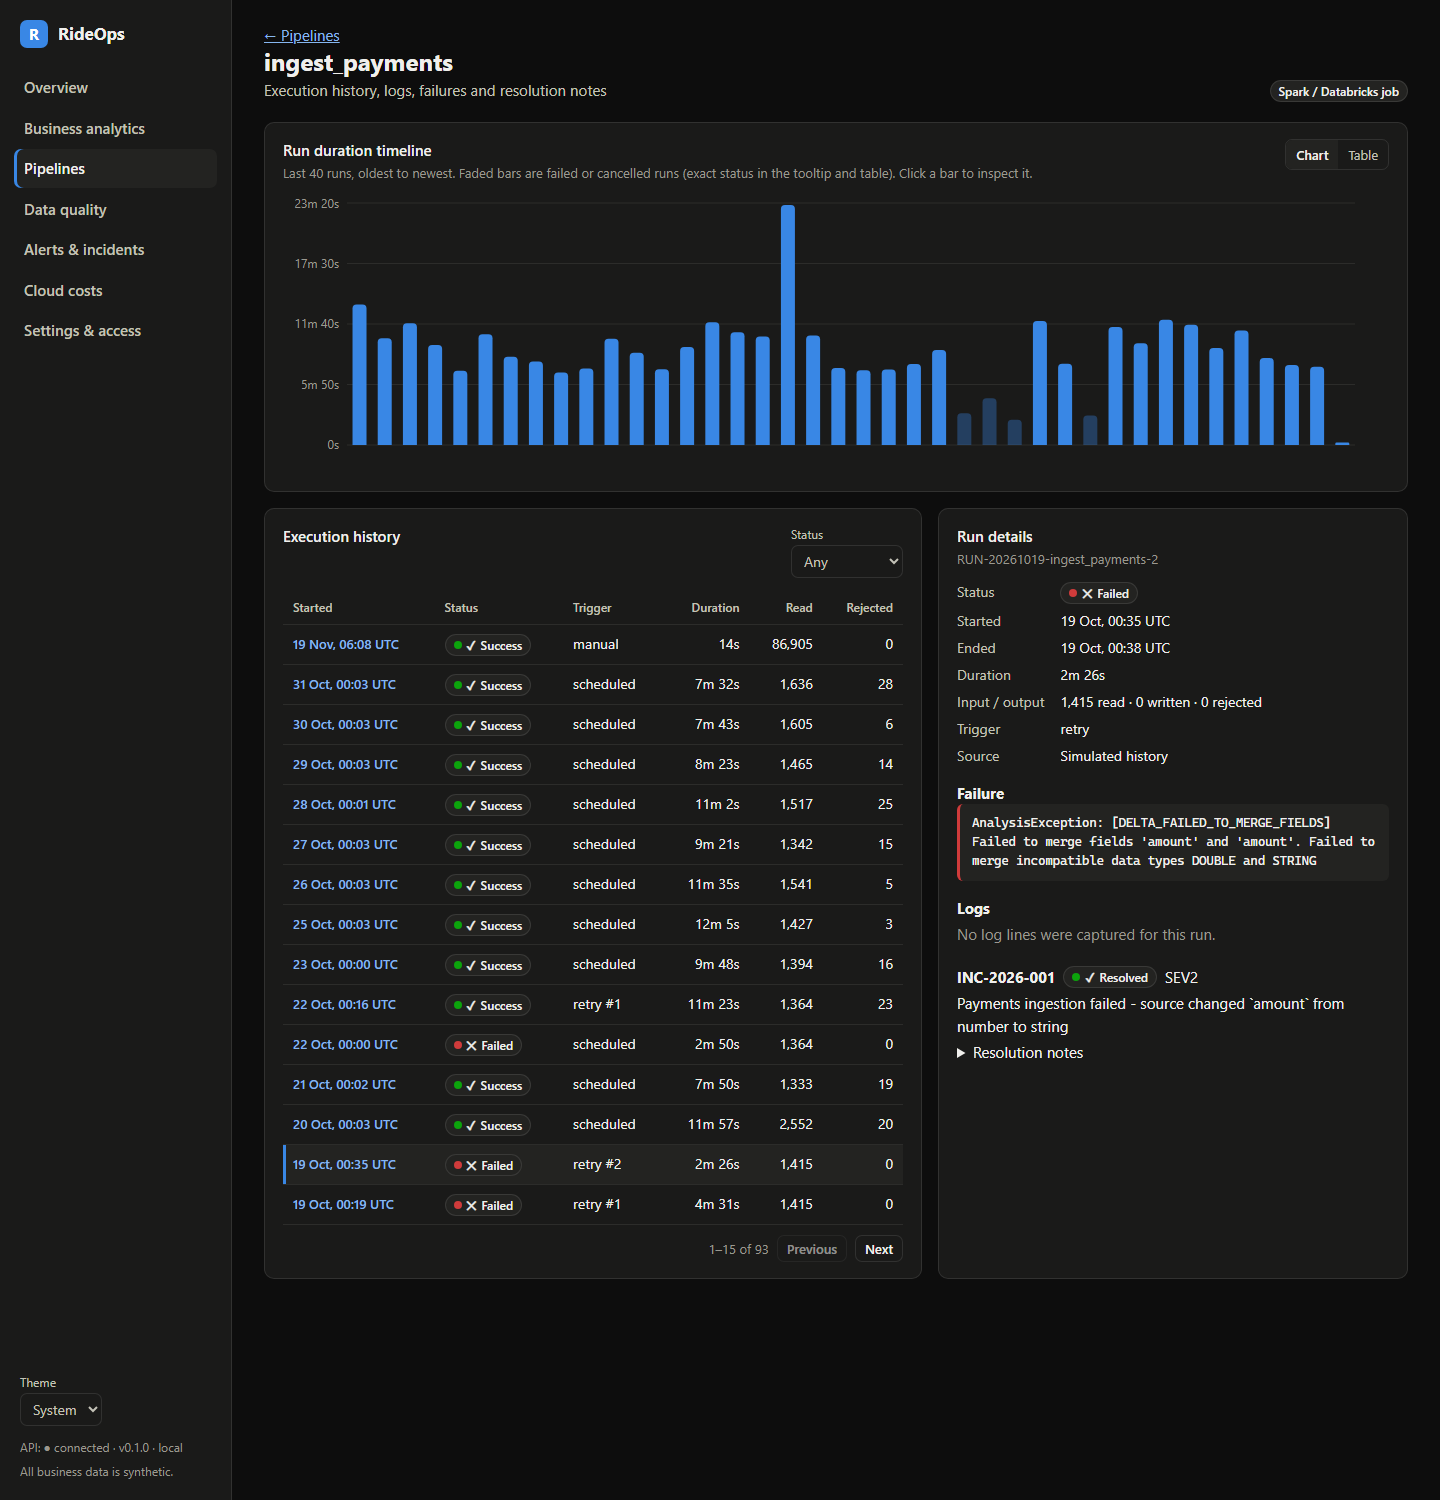 R RideOps
Overview
Business analytics
Pipelines
Data quality
Alerts & incidents
Cloud costs
Settings & access
Theme
System
API: ● connected · v0.1.0 · local
All business data is synthetic.
← Pipelines
ingest_payments
Execution history, logs, failures and resolution notes
Spark / Databricks job
Run duration timeline
Last 40 runs, oldest to newest. Faded bars are failed or cancelled runs (exact status in the tooltip and table). Click a bar to inspect it.
Chart Table
23m 20s
17m 30s
11m 40s
5m 50s
0s
Execution history
Status
Any
Started Status Trigger Duration Read Rejected
19 Nov, 06:08 UTC ✓ Success manual 14s 86,905 0
31 Oct, 00:03 UTC ✓ Success scheduled 7m 32s 1,636 28
30 Oct, 00:03 UTC ✓ Success scheduled 7m 43s 1,605 6
29 Oct, 00:03 UTC ✓ Success scheduled 8m 23s 1,465 14
28 Oct, 00:01 UTC ✓ Success scheduled 11m 2s 1,517 25
27 Oct, 00:03 UTC ✓ Success scheduled 9m 21s 1,342 15
26 Oct, 00:03 UTC ✓ Success scheduled 11m 35s 1,541 5
25 Oct, 00:03 UTC ✓ Success scheduled 12m 5s 1,427 3
23 Oct, 00:00 UTC ✓ Success scheduled 9m 48s 1,394 16
22 Oct, 00:16 UTC ✓ Success retry #1 11m 23s 1,364 23
22 Oct, 00:00 UTC ✕ Failed scheduled 2m 50s 1,364 0
21 Oct, 00:02 UTC ✓ Success scheduled 7m 50s 1,333 19
20 Oct, 00:03 UTC ✓ Success scheduled 11m 57s 2,552 20
19 Oct, 00:35 UTC ✕ Failed retry #2 2m 26s 1,415 0
19 Oct, 00:19 UTC ✕ Failed retry #1 4m 31s 1,415 0
1–15 of 93 Previous Next
Run details
RUN-20261019-ingest_payments-2
Status ✕ Failed
Started 19 Oct, 00:35 UTC
Ended 19 Oct, 00:38 UTC
Duration 2m 26s
Input / output 1,415 read · 0 written · 0 rejected
Trigger retry
Source Simulated history
Failure
AnalysisException: [DELTA_FAILED_TO_MERGE_FIELDS]
Failed to merge fields 'amount' and 'amount'. Failed to
merge incompatible data types DOUBLE and STRING
Logs
No log lines were captured for this run.
INC-2026-001 ✓ Resolved SEV2
Payments ingestion failed - source changed `amount` from
number to string
▶ Resolution notes